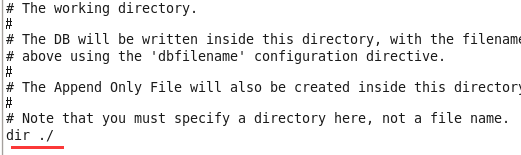 # The working directory.
#
# The DB will be written inside this directory, with the filename
# above using the 'dbfilename' configuration directive.
#
# The Append Only File will also be created inside this directory
#
# Note that you must specify a directory here, not a file name.
dir ./